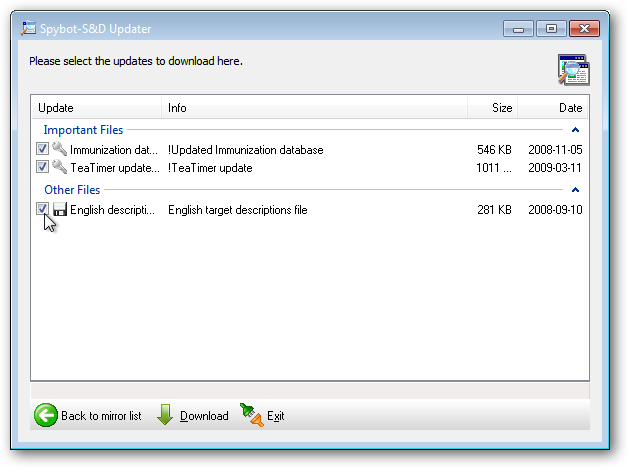 Spybot-S&D Updater
Please select the updates to download here.
Update Info Size Date
Important Files
Immunization dat... !Updated Immunization database 546 KB 2008-11-05
TeaTimer update... !TeaTimer update 1011 ... 2009-03-11
Other Files
English descripti... English target descriptions file 281 KB 2008-09-10
Back to mirror list Download Exit